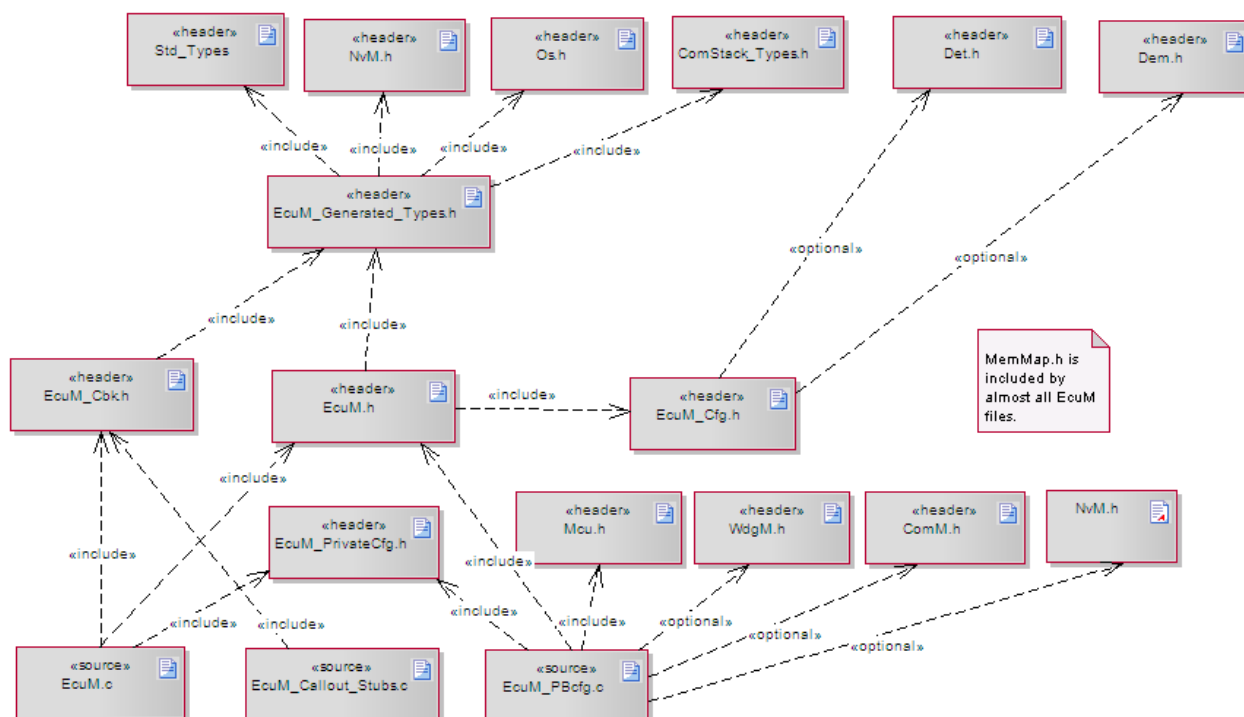 «header»
Std_Types
«header»
NvM.h
«header»
Os.h
«header»
ComStack_Types.h
«header»
Det.h
«header»
Dem.h
«include»
«include»
«include»
«include»
«header»
EcuM_Generated_Types.h
«optional»
«optional»
«include»
«include»
«header»
EcuM_Cbk.h
«header»
EcuM.h
«include»
«header»
EcuM_Cfg.h
MemMap.h is
included by
almost all EcuM
files.
«include»
«header»
EcuM_PrivateCfg.h
«header»
Mcu.h
«header»
WdgM.h
«header»
ComM.h
NvM.h
«include»
«include»
«include»
«include»
«include»
«include»
«optional»
«optional»
«optional»
«source»
EcuM.c
«source»
EcuM_Callout_Stubs.c
«source»
EcuM_PBcfg.c